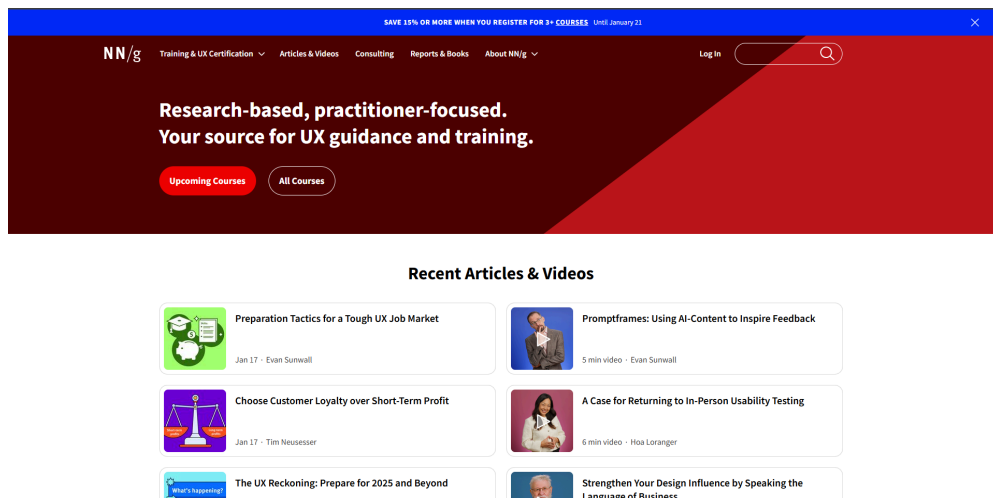 SAVE 15% OR MORE WHEN YOU REGISTER FOR 3+ COURSES Until January 21
NN/g Training & UX Certification Articles & Videos Consulting Reports & Books About NN/g Log In
Research-based, practitioner-focused.
Your source for UX guidance and training.
Upcoming Courses All Courses
Recent Articles & Videos
Preparation Tactics for a Tough UX Job Market
Jan 17 · Evan Sunwall
Promptframes: Using AI-Content to Inspire Feedback
5 min video · Evan Sunwall
Choose Customer Loyalty over Short-Term Profit
Jan 17 · Tim Neusesser
A Case for Returning to In-Person Usability Testing
6 min video · Hoa Loranger
What's happening?
The UX Reckoning: Prepare for 2025 and Beyond
Strengthen Your Design Influence by Speaking the
Language of Business